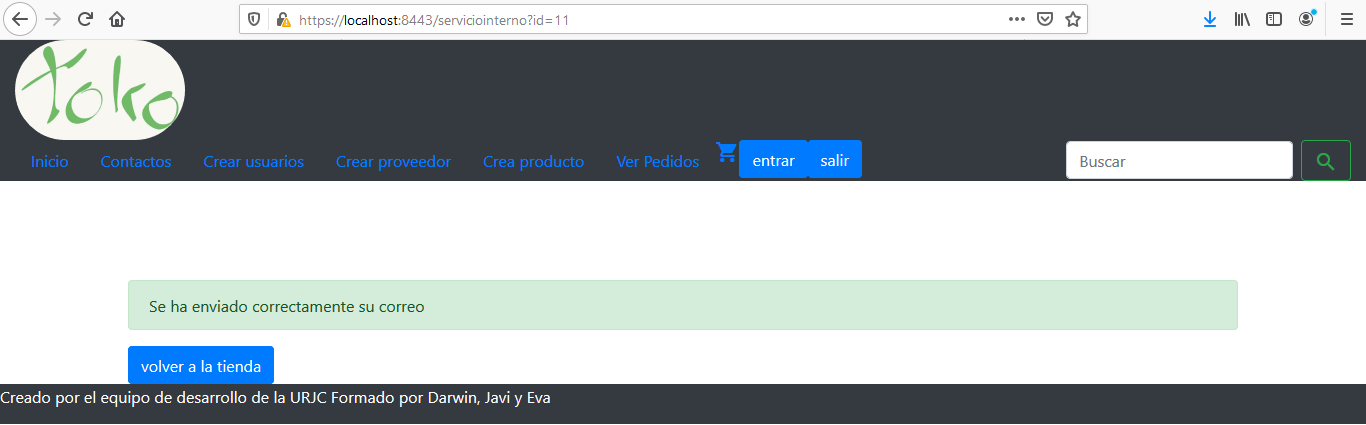 https://localhost:8443/serviciointerno?id=11
toko
Inicio Contactos Crear usuarios Crear proveedor Crea producto Ver Pedidos entrar salir Buscar
Se ha enviado correctamente su correo
volver a la tienda
Creado por el equipo de desarrollo de la URJC Formado por Darwin, Javi y Eva